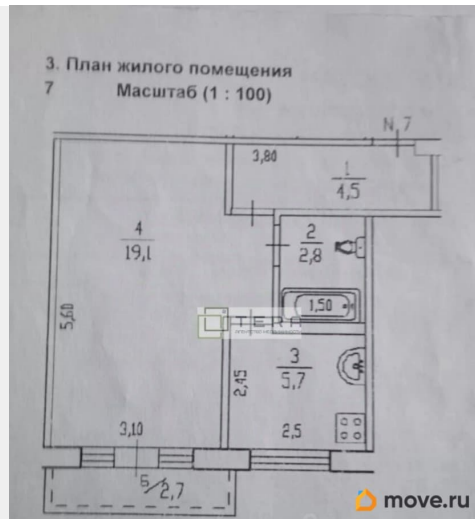 3. План жилого помещения
7 Масштаб (1 : 100)
N 7
3,80
1
4,5
4
19,1
2
2,8
5,60
1,50
TERR
3
5,7
2,45
3,10
2,5
Б
2,7
move.ru